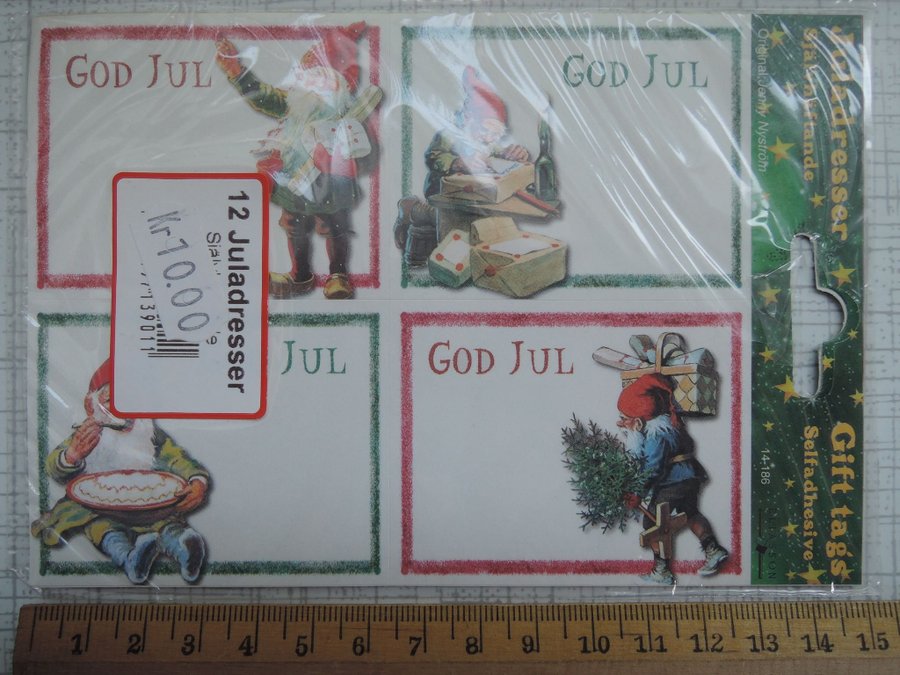 GOD JUL
GOD JUL
JUL
GOD JUL
12 Juladresser
Kr 10.00
139011
Juladresser
Självhäftande
Original: Jenny Nyström
Gift tags
Selfadhesive
14-186
1 2 3 4 5 6 7 8 9 10 11 12 13 14 15